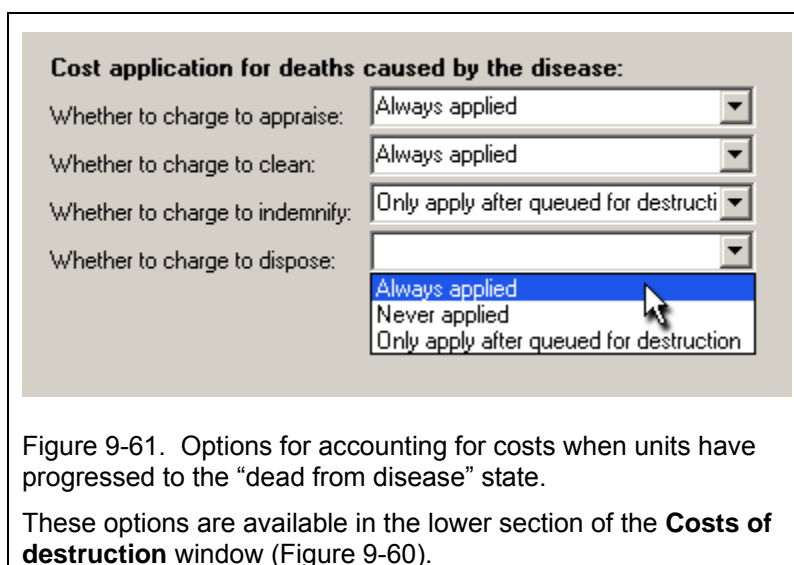 Cost application for deaths caused by the disease:
Whether to charge to appraise: Always applied
Whether to charge to clean: Always applied
Whether to charge to indemnify: Only apply after queued for destructi
Whether to charge to dispose:
Always applied
Never applied
Only apply after queued for destruction
Figure 9-61. Options for accounting for costs when units have
progressed to the “dead from disease” state.
These options are available in the lower section of the Costs of
destruction window (Figure 9-60).